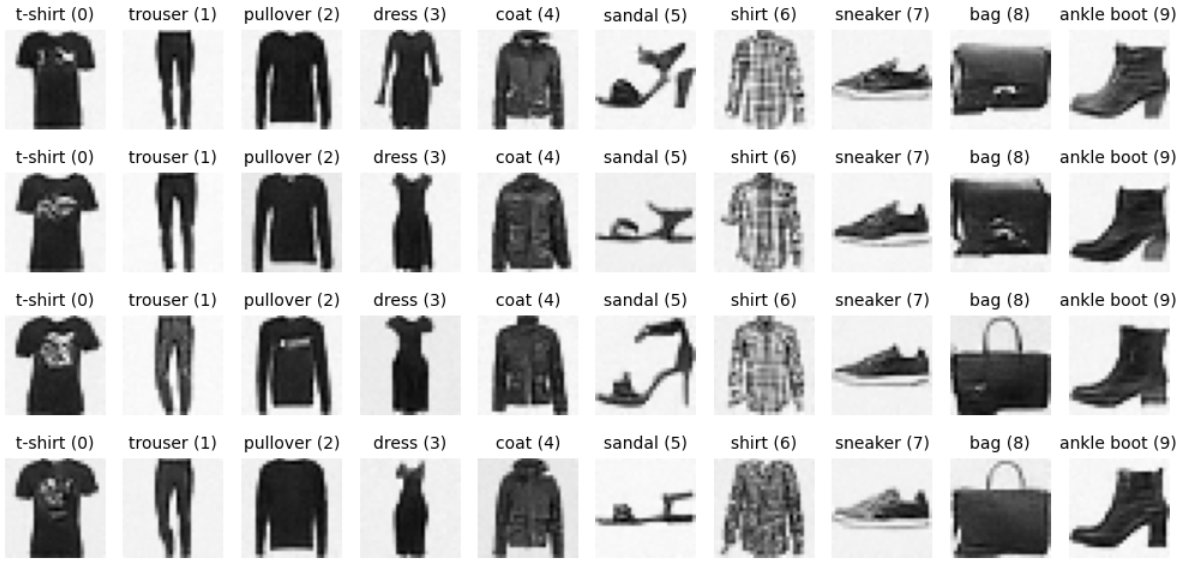 t-shirt (0) trouser (1) pullover (2) dress (3) coat (4) sandal (5) shirt (6) sneaker (7) bag (8) ankle boot (9)
t-shirt (0) trouser (1) pullover (2) dress (3) coat (4) sandal (5) shirt (6) sneaker (7) bag (8) ankle boot (9)
t-shirt (0) trouser (1) pullover (2) dress (3) coat (4) sandal (5) shirt (6) sneaker (7) bag (8) ankle boot (9)
t-shirt (0) trouser (1) pullover (2) dress (3) coat (4) sandal (5) shirt (6) sneaker (7) bag (8) ankle boot (9)